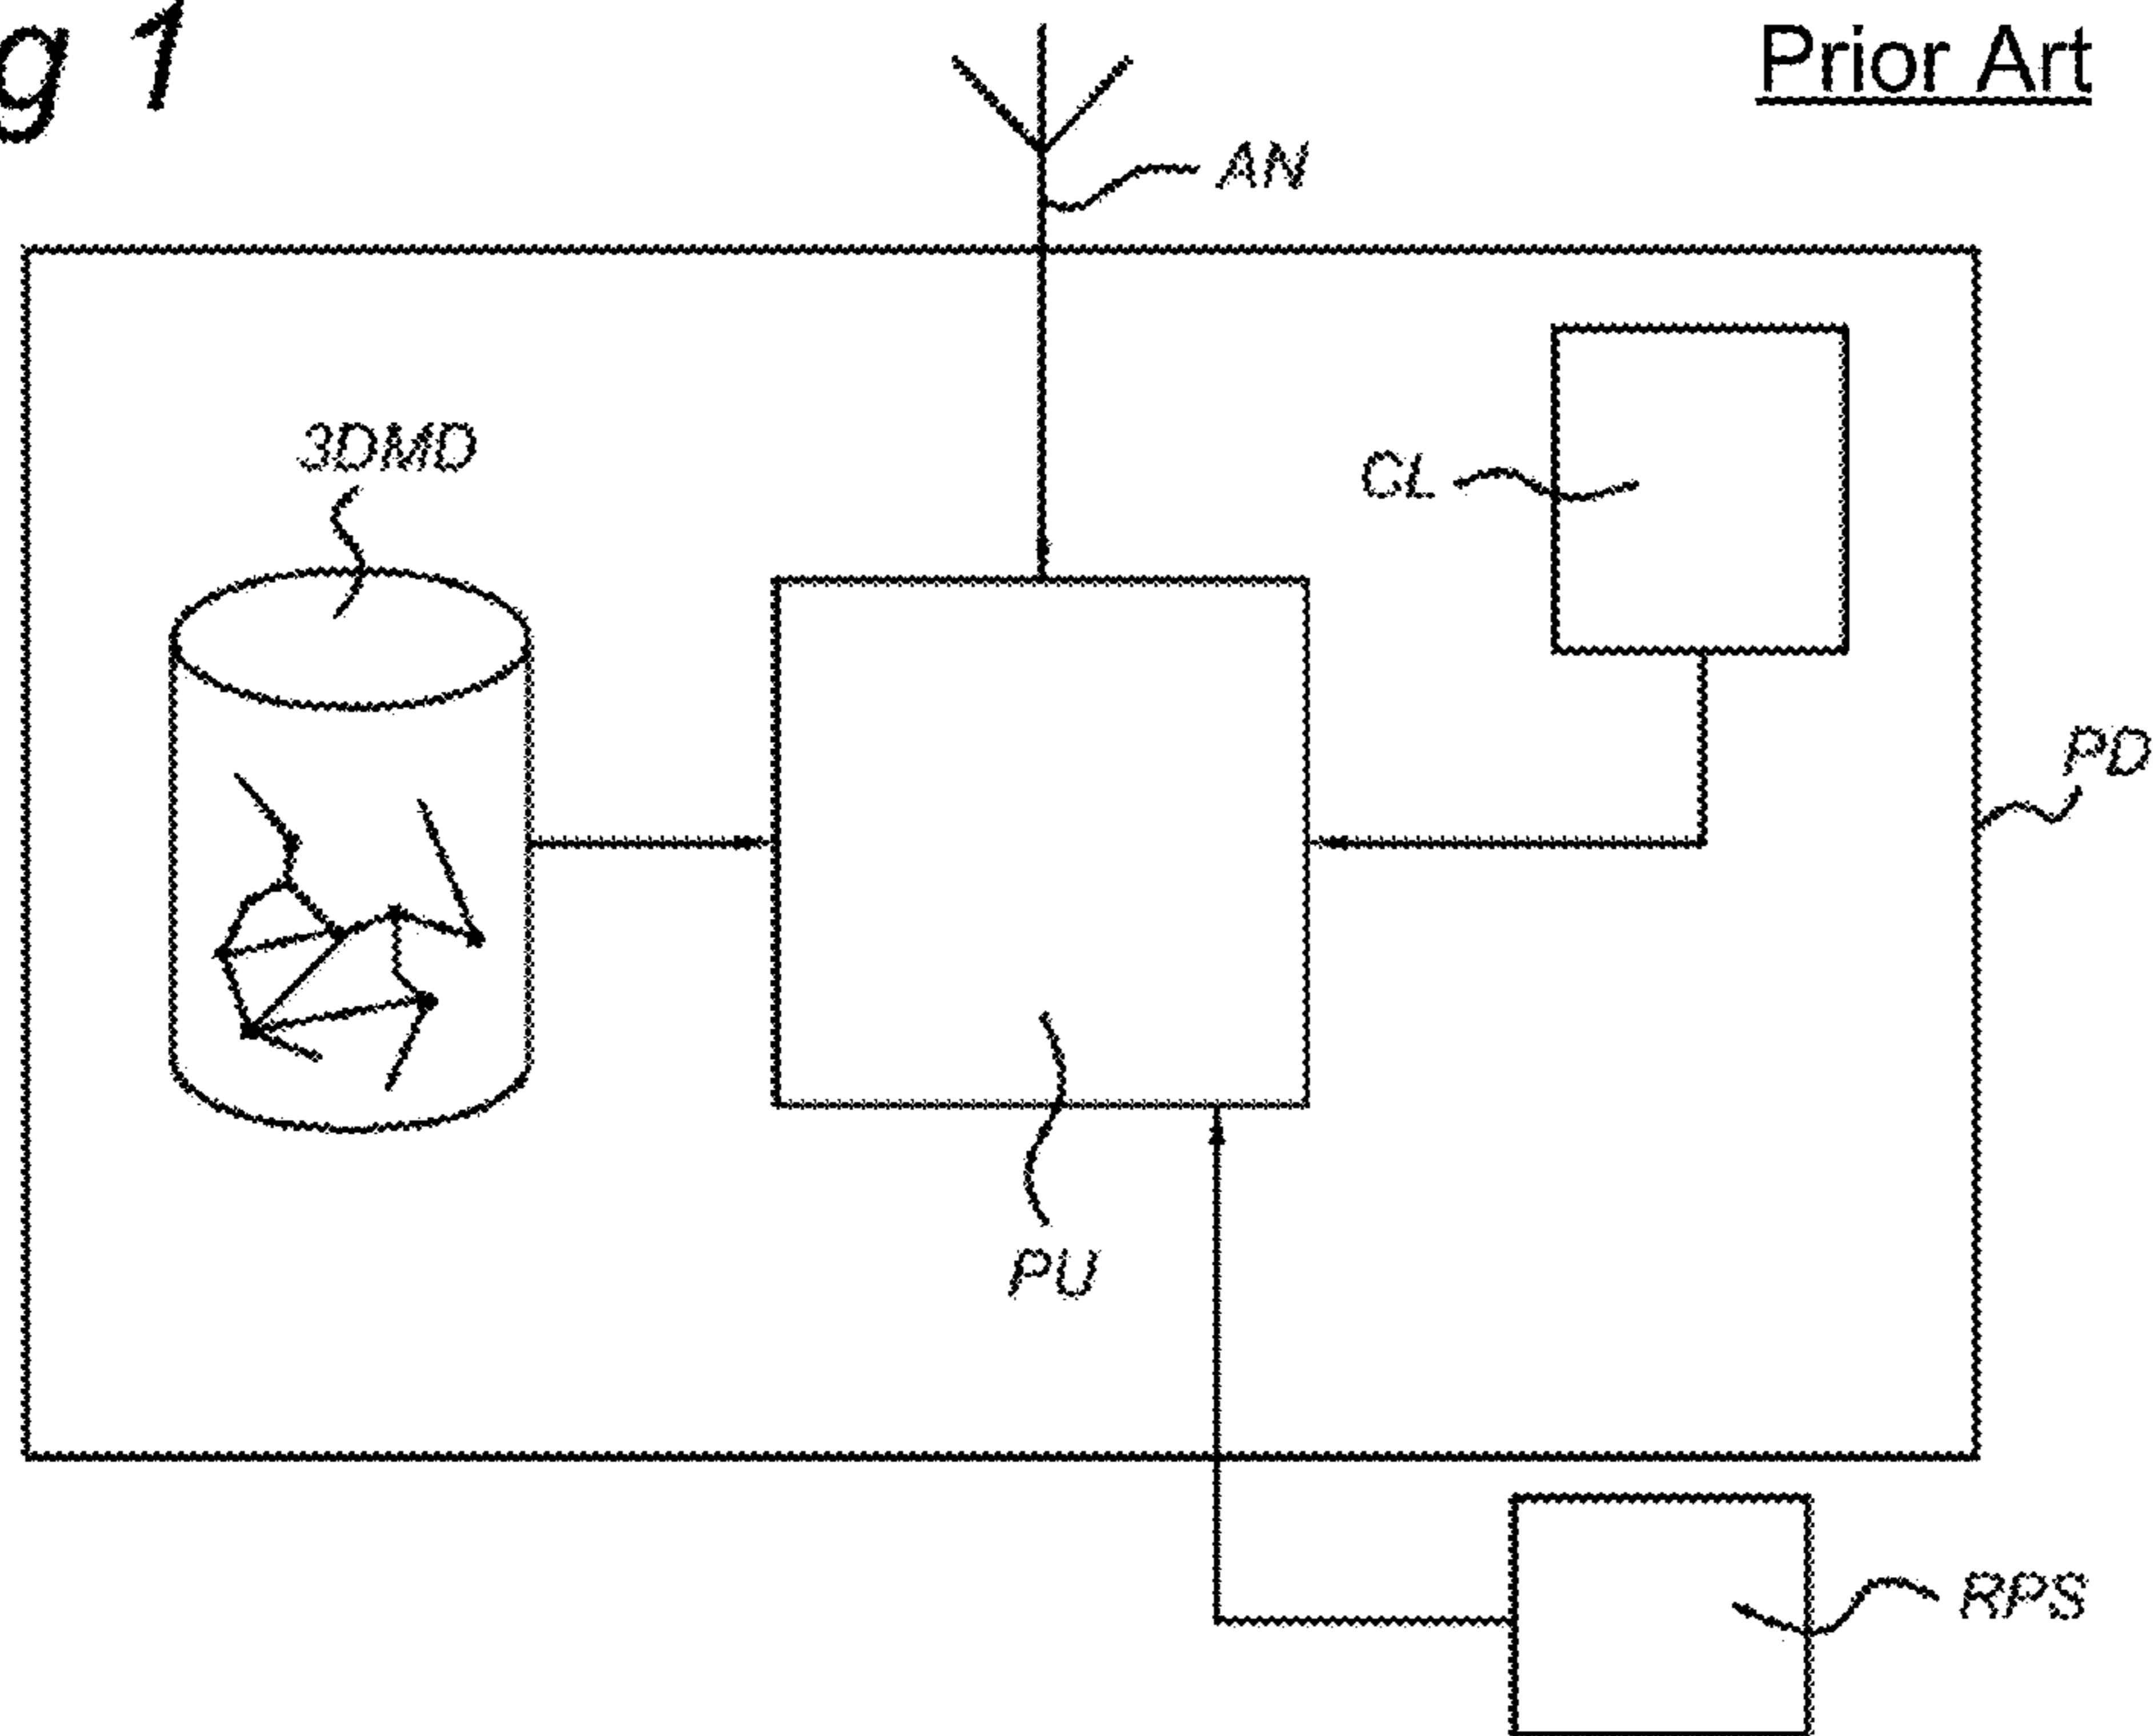 g 1
Prior Art
AN
3DMD
CL
PD
PU
RPS